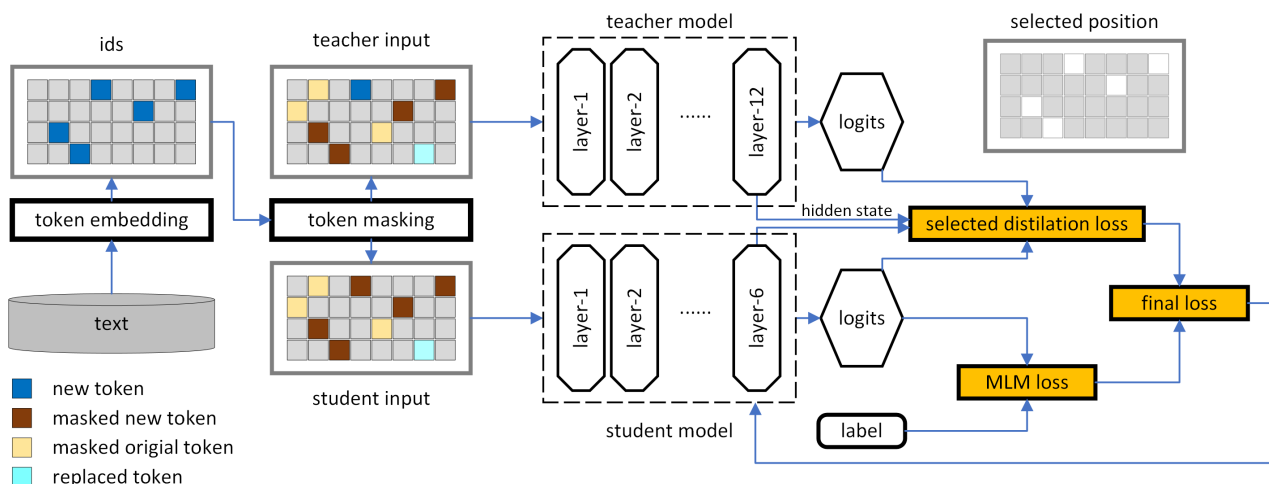 ids
teacher input
teacher model
selected position
layer-1
layer-2
......
layer-12
logits
token embedding
token masking
hidden state
selected distilation loss
text
layer-1
layer-2
......
layer-6
logits
final loss
MLM loss
student input
student model
label
new token
masked new token
masked origial token
replaced token